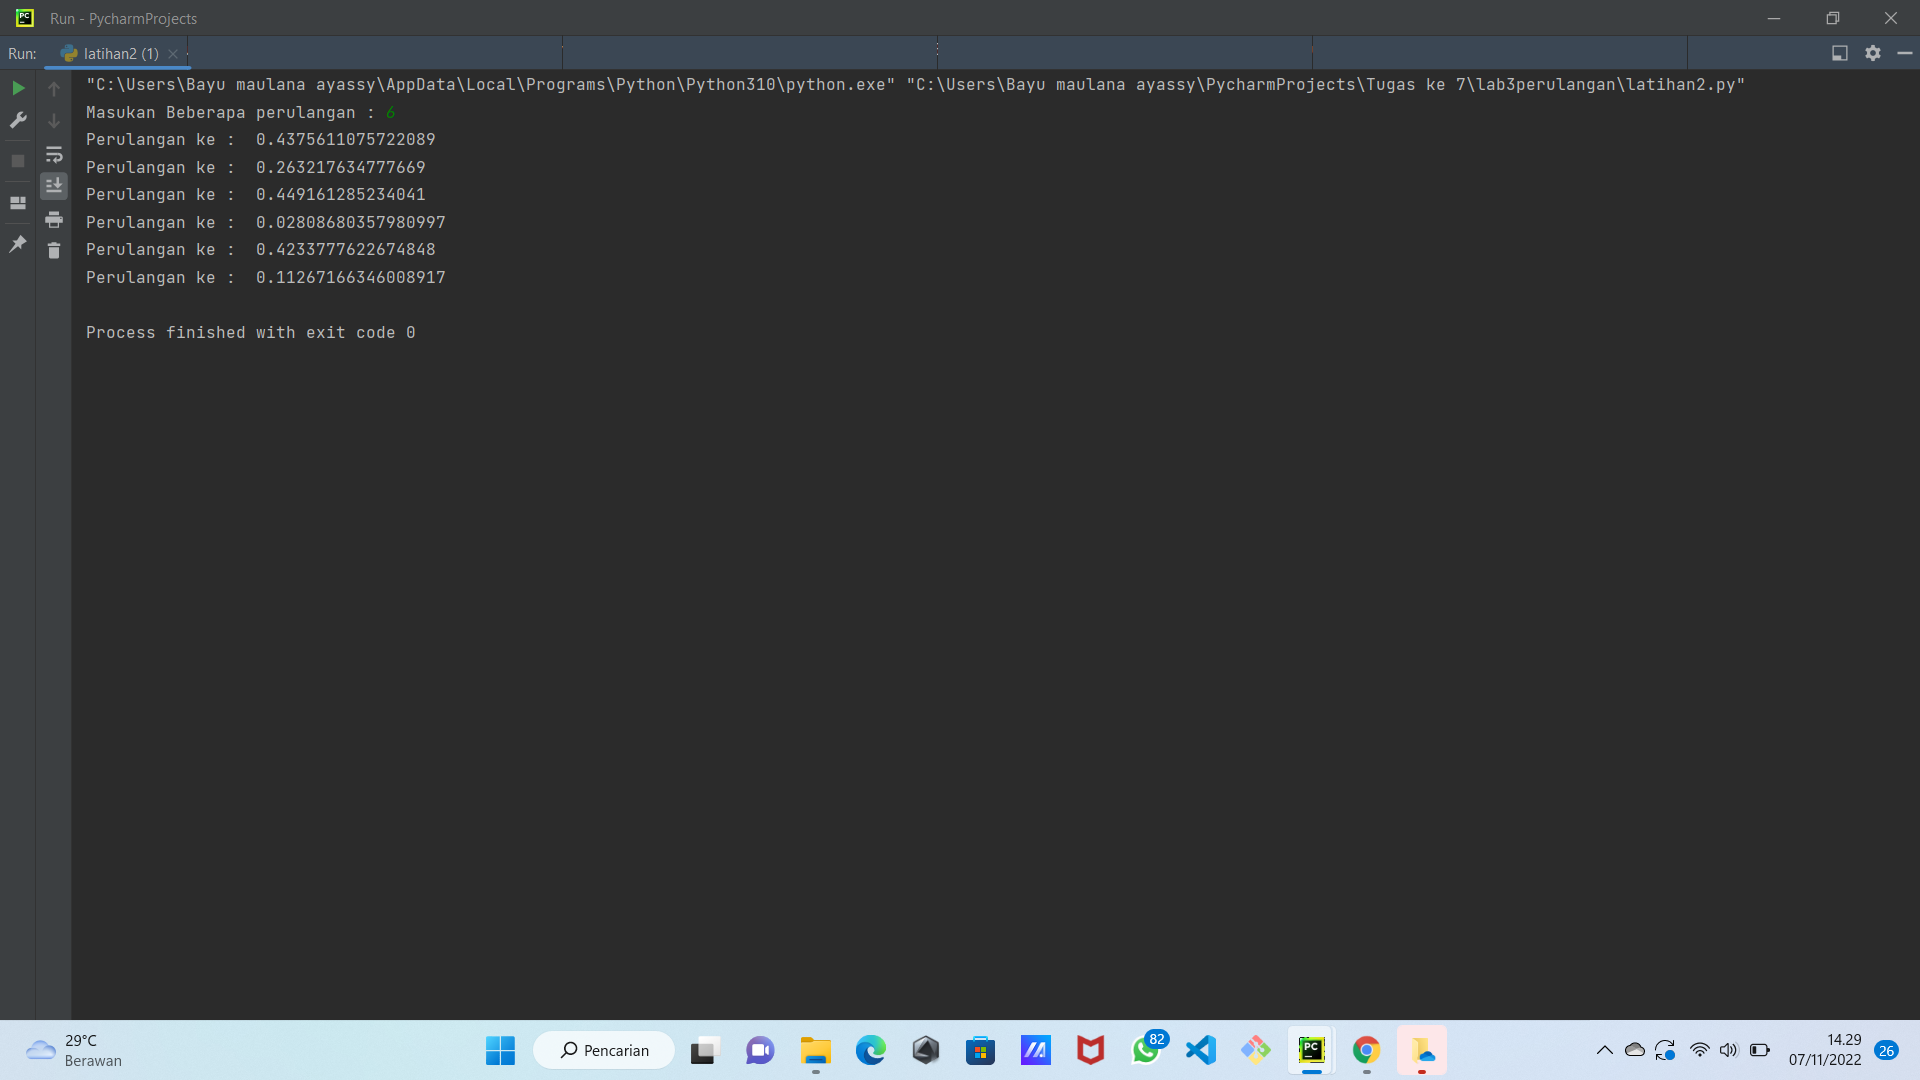 Run - PycharmProjects
Run: latihan2 (1)
"C:\Users\Bayu maulana ayassy\AppData\Local\Programs\Python\Python310\python.exe" "C:\Users\Bayu maulana ayassy\PycharmProjects\Tugas ke 7\lab3perulangan\latihan2.py"
Masukan Beberapa perulangan : 6
Perulangan ke :  0.4375611075722089
Perulangan ke :  0.263217634777669
Perulangan ke :  0.449161285234041
Perulangan ke :  0.02808680357980997
Perulangan ke :  0.4233777622674848
Perulangan ke :  0.11267166346008917
Process finished with exit code 0
29°C
Berawan
Pencarian
PC
82
PC
14.29
07/11/2022
26